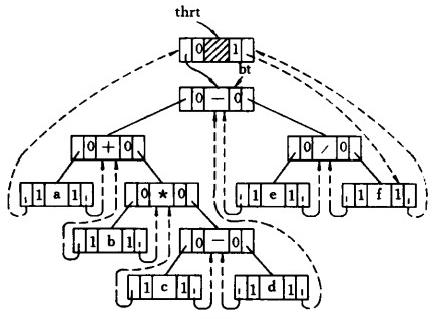 thrt
0 1
bt
0 — 0
0 + 0 0 / 0
1 a 1 0 * 0 1 e 1 1 f 1
1 b 1 0 — 0
1 c 1 1 d 1